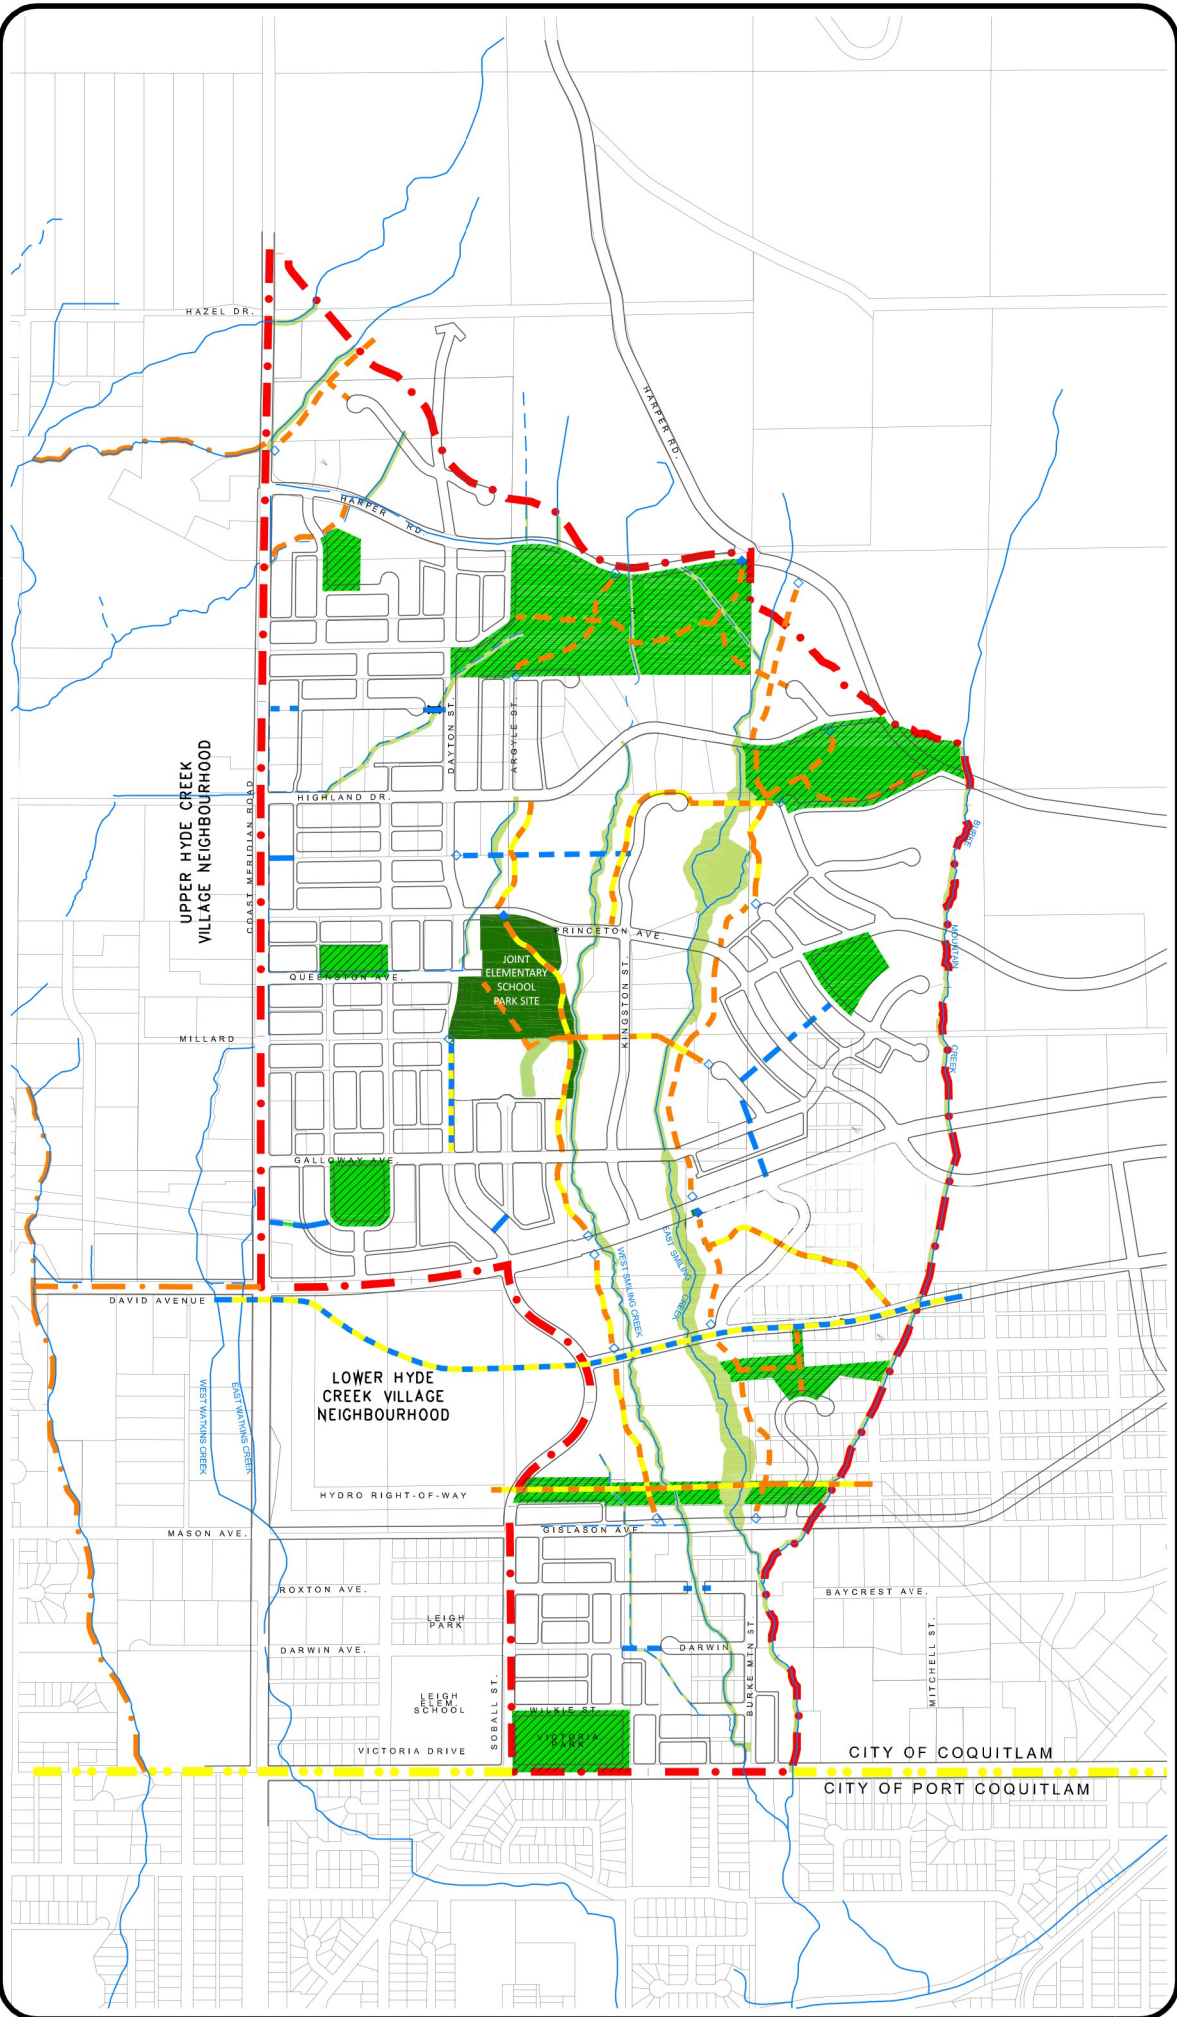 HAZEL DR.
HARPER RD.
HARPER RD.
UPPER HYDE CREEK
VILLAGE NEIGHBOURHOOD
COAST MERIDIAN ROAD
DAYTON ST.
ARGYLE ST.
HIGHLAND DR.
BURKE
MOUNTAIN
CREEK
PRINCETON AVE.
JOINT
ELEMENTARY
SCHOOL
PARK SITE
QUEENSTON AVE.
KINGSTON ST.
MILLARD
GALLOWAY AVE.
WEST SMILING CREEK
EAST SMILING CREEK
DAVID AVENUE
WEST WATKINS CREEK
EAST WATKINS CREEK
LOWER HYDE
CREEK VILLAGE
NEIGHBOURHOOD
HYDRO RIGHT-OF-WAY
MASON AVE.
GISLASON AVE.
ROXTON AVE.
BAYCREST AVE.
LEIGH
PARK
DARWIN AVE.
DARWIN
BURKE MTN ST.
MITCHELL ST.
LEIGH
ELEM.
SCHOOL
SOBALL ST.
WILKIE ST.
VICTORIA
PARK
VICTORIA DRIVE
CITY OF COQUITLAM
CITY OF PORT COQUITLAM